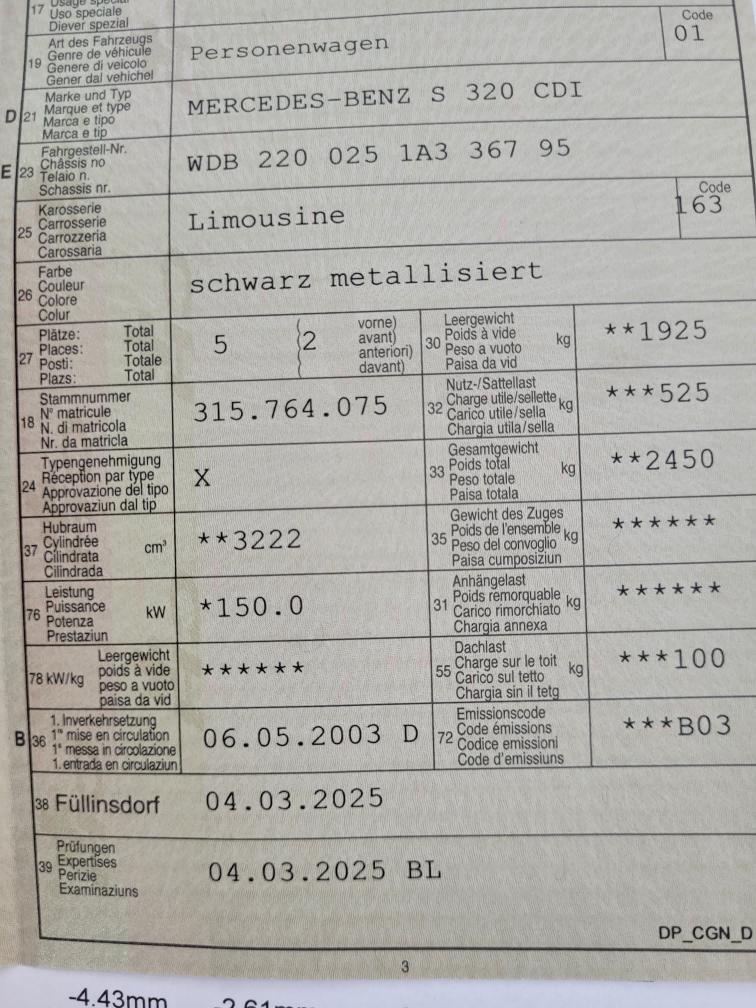 17
Uso speciale
Diever spezial
19
Art des Fahrzeugs
Genre de véhicule
Genere di veicolo
Gener dal vehichel
Personenwagen
Code
01
D
21
Marke und Typ
Marque et type
Marca e tipo
Marca e tip
MERCEDES-BENZ S 320 CDI
E
23
Fahrgestell-Nr.
Châssis no
Telaio n.
Schassis nr.
WDB 220 025 1A3 367 95
25
Karosserie
Carrosserie
Carrozzeria
Carossaria
Limousine
Code
163
26
Farbe
Couleur
Colore
Colur
schwarz metallisiert
27
Plätze: Total
Places: Total
Posti: Totale
Plazs: Total
5
2
vorne)
avant)
anteriori)
davant)
30
Leergewicht
Poids à vide
Peso a vuoto
Paisa da vid
kg
**1925
18
Stammnummer
N° matricule
N. di matricola
Nr. da matricla
315.764.075
32
Nutz-/Sattellast
Charge utile/sellette
Carico utile/sella
Chargia utila/sella
kg
***525
24
Typengenehmigung
Réception par type
Approvazione del tipo
Approvaziun dal tip
X
33
Gesamtgewicht
Poids total
Peso totale
Paisa totala
kg
**2450
37
Hubraum
Cylindrée
Cilindrata
Cilindrada
cm³
**3222
35
Gewicht des Zuges
Poids de l'ensemble
Peso del convoglio
Paisa cumposiziun
kg
******
76
Leistung
Puissance
Potenza
Prestaziun
kW
*150.0
31
Anhängelast
Poids remorquable
Carico rimorchiato
Chargia annexa
kg
******
78 kW/kg
Leergewicht
poids à vide
peso a vuoto
paisa da vid
******
55
Dachlast
Charge sur le toit
Carico sul tetto
Chargia sin il tetg
kg
***100
B
36
1. Inverkehrsetzung
1re mise en circulation
1a messa in circolazione
1. entrada en circulaziun
06.05.2003 D
72
Emissionscode
Code émissions
Codice emissioni
Code d'emissiuns
***B03
38 Füllinsdorf
04.03.2025
39
Prüfungen
Expertises
Perizie
Examinaziuns
04.03.2025 BL
DP_CGN_D
3
-4.43mm